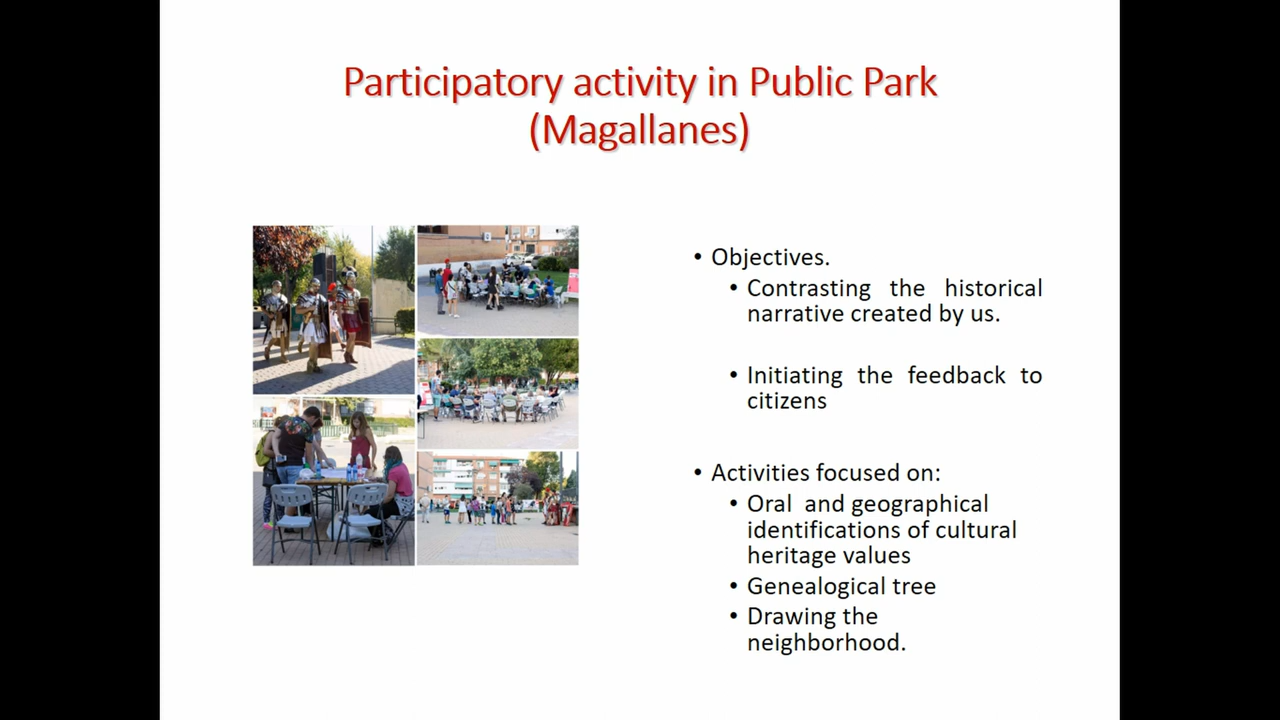 Participatory activity in Public Park
(Magallanes)
• Objectives.
• Contrasting the historical
narrative created by us.
• Initiating the feedback to
citizens
• Activities focused on:
• Oral and geographical
identifications of cultural
heritage values
• Genealogical tree
• Drawing the
neighborhood.